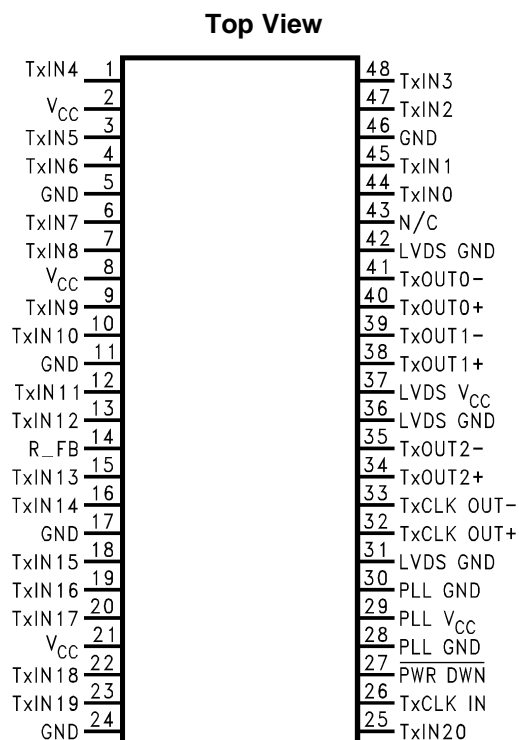 Top View
TxIN4 1 48 TxIN3
VCC 2 47 TxIN2
TxIN5 3 46 GND
TxIN6 4 45 TxIN1
GND 5 44 TxIN0
TxIN7 6 43 N/C
TxIN8 7 42 LVDS GND
VCC 8 41 TxOUT0−
TxIN9 9 40 TxOUT0+
TxIN10 10 39 TxOUT1−
GND 11 38 TxOUT1+
TxIN11 12 37 LVDS VCC
TxIN12 13 36 LVDS GND
R_FB 14 35 TxOUT2−
TxIN13 15 34 TxOUT2+
TxIN14 16 33 TxCLK OUT−
GND 17 32 TxCLK OUT+
TxIN15 18 31 LVDS GND
TxIN16 19 30 PLL GND
TxIN17 20 29 PLL VCC
VCC 21 28 PLL GND
TxIN18 22 27 PWR DWN
TxIN19 23 26 TxCLK IN
GND 24 25 TxIN20